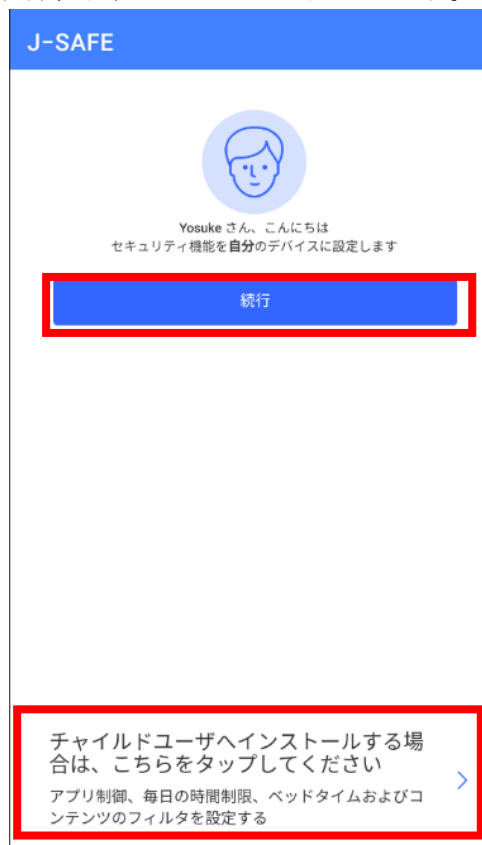 J-SAFE
Yosuke さん、こんにちは
セキュリティ機能を自分のデバイスに設定します
続行
チャイルドユーザへインストールする場
合は、こちらをタップしてください
アプリ制御、毎日の時間制限、ベッドタイムおよびコ
ンテンツのフィルタを設定する